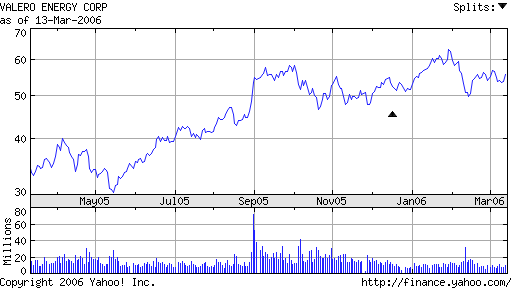 VALERO ENERGY CORP Splits:▼
as of 13-Mar-2006
70
60
50
40
30
May05 Jul05 Sep05 Nov05 Jan06 Mar06
80
60
40
20
0
Millions
Copyright 2006 Yahoo! Inc. http://finance.yahoo.com/